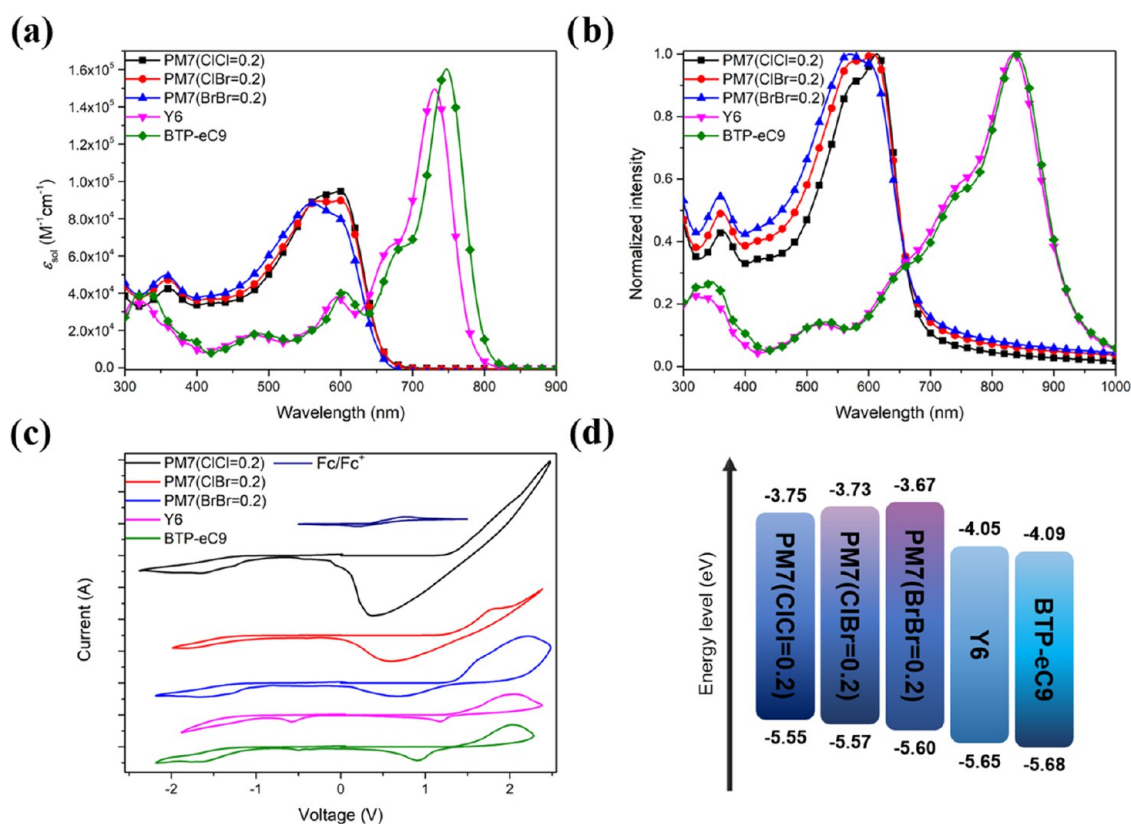 (a)
PM7(ClCl=0.2)
PM7(ClBr=0.2)
PM7(BrBr=0.2)
Y6
BTP-eC9
1.6x10⁵
1.4x10⁵
1.2x10⁵
1.0x10⁵
8.0x10⁴
6.0x10⁴
4.0x10⁴
2.0x10⁴
0.0
300 400 500 600 700 800 900
εsol (M⁻¹cm⁻¹)
Wavelength (nm)
(b)
PM7(ClCl=0.2)
PM7(ClBr=0.2)
PM7(BrBr=0.2)
Y6
BTP-eC9
1.0
0.8
0.6
0.4
0.2
0.0
300 400 500 600 700 800 900 1000
Normalized intensity
Wavelength (nm)
(c)
PM7(ClCl=0.2)
PM7(ClBr=0.2)
PM7(BrBr=0.2)
Y6
BTP-eC9
Fc/Fc⁺
Current (A)
-2 -1 0 1 2
Voltage (V)
(d)
Energy level (eV)
-3.75 -3.73 -3.67 -4.05 -4.09
PM7(ClCl=0.2)
PM7(ClBr=0.2)
PM7(BrBr=0.2)
Y6
BTP-eC9
-5.55 -5.57 -5.60 -5.65 -5.68